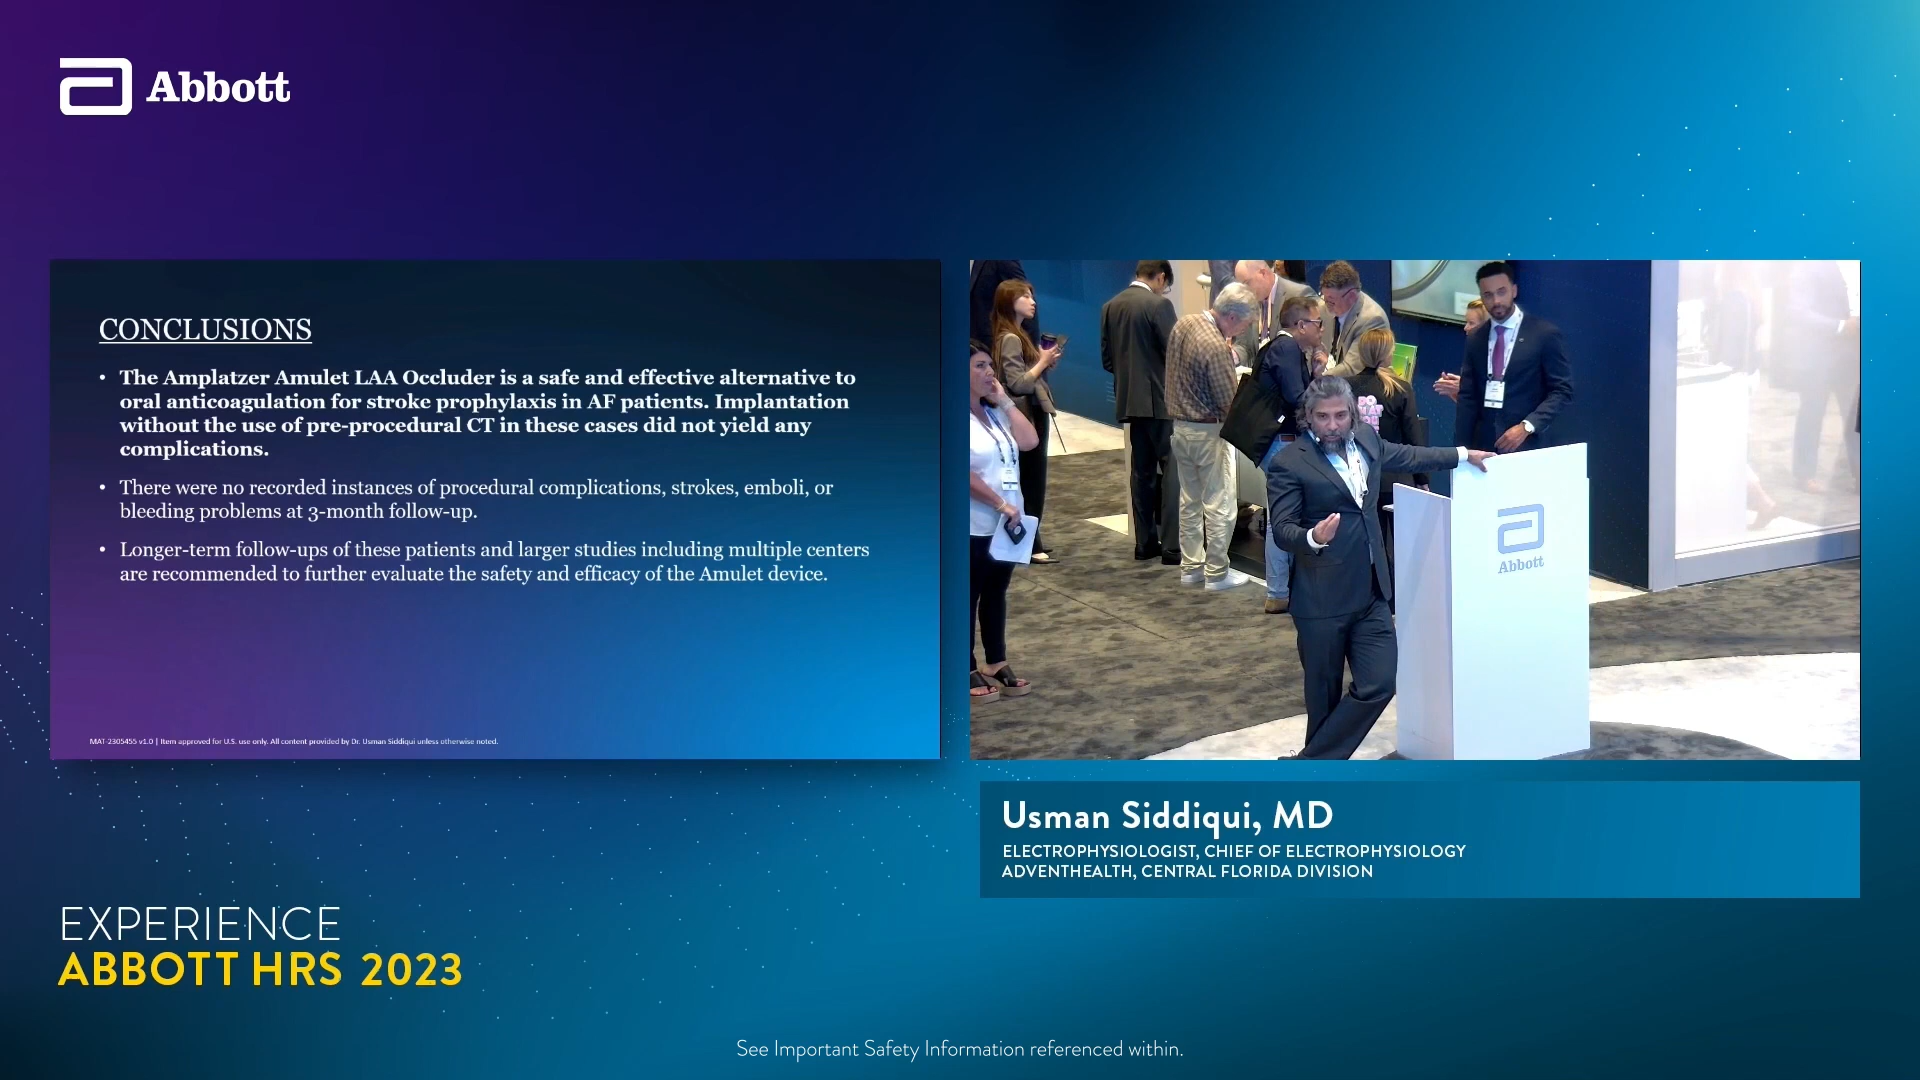 Abbott
CONCLUSIONS
• The Amplatzer Amulet LAA Occluder is a safe and effective alternative to
oral anticoagulation for stroke prophylaxis in AF patients. Implantation
without the use of pre-procedural CT in these cases did not yield any
complications.
• There were no recorded instances of procedural complications, strokes, emboli, or
bleeding problems at 3-month follow-up.
• Longer-term follow-ups of these patients and larger studies including multiple centers
are recommended to further evaluate the safety and efficacy of the Amulet device.
MAT-2305455 v1.0 | Item approved for U.S. use only. All content provided by Dr. Usman Siddiqui unless otherwise noted.
Abbott
Usman Siddiqui, MD
ELECTROPHYSIOLOGIST, CHIEF OF ELECTROPHYSIOLOGY
ADVENTHEALTH, CENTRAL FLORIDA DIVISION
EXPERIENCE
ABBOTT HRS 2023
See Important Safety Information referenced within.